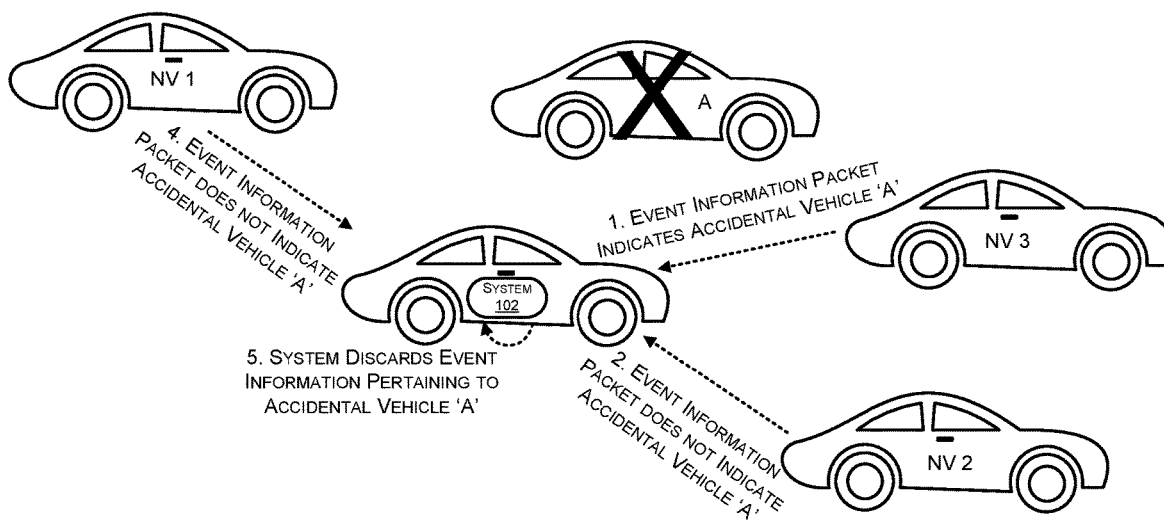 NV 1
A
4. EVENT INFORMATION
PACKET DOES NOT INDICATE
ACCIDENTAL VEHICLE 'A'
1. EVENT INFORMATION PACKET
INDICATES ACCIDENTAL VEHICLE 'A'
NV 3
SYSTEM
102
5. SYSTEM DISCARDS EVENT
INFORMATION PERTAINING TO
ACCIDENTAL VEHICLE 'A'
2. EVENT INFORMATION
PACKET DOES NOT INDICATE
ACCIDENTAL VEHICLE 'A'
NV 2